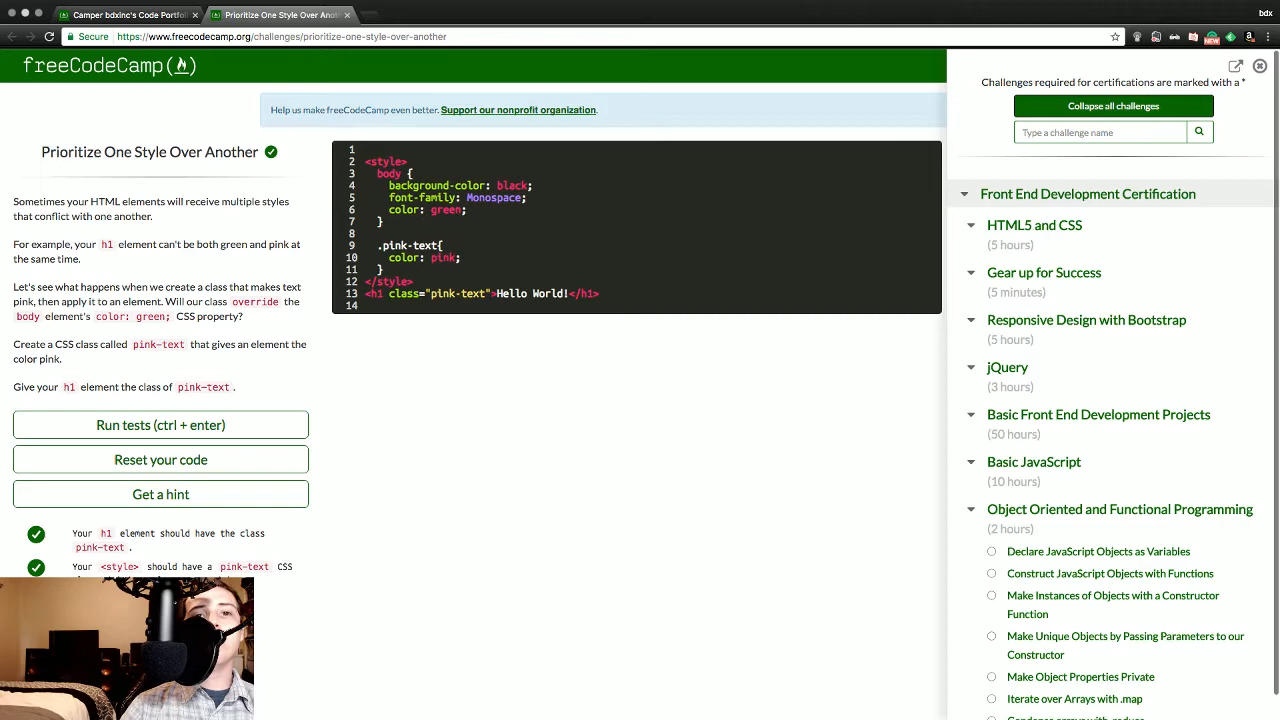 Camper bdxinc's Code Portfoli
Prioritize One Style Over Anot
bdx
Secure
https://www.freecodecamp.org/challenges/prioritize-one-style-over-another
NEW
freeCodeCamp
Help us make freeCodeCamp even better. Support our nonprofit organization.
Prioritize One Style Over Another
Sometimes your HTML elements will receive multiple styles
that conflict with one another.
For example, your h1 element can't be both green and pink at
the same time.
Let's see what happens when we create a class that makes text
pink, then apply it to an element. Will our class override the
body element's color: green; CSS property?
Create a CSS class called pink-text that gives an element the
color pink.
Give your h1 element the class of pink-text .
Run tests (ctrl + enter)
Reset your code
Get a hint
Your h1 element should have the class
pink-text .
Your <style> should have a pink-text CSS
1
2 <style>
3 body {
4 background-color: black;
5 font-family: Monospace;
6 color: green;
7 }
8
9 .pink-text{
10 color: pink;
11 }
12 </style>
13 <h1 class="pink-text">Hello World!</h1>
14
Challenges required for certifications are marked with a *
Collapse all challenges
Type a challenge name
Front End Development Certification
HTML5 and CSS
(5 hours)
Gear up for Success
(5 minutes)
Responsive Design with Bootstrap
(5 hours)
jQuery
(3 hours)
Basic Front End Development Projects
(50 hours)
Basic JavaScript
(10 hours)
Object Oriented and Functional Programming
(2 hours)
Declare JavaScript Objects as Variables
Construct JavaScript Objects with Functions
Make Instances of Objects with a Constructor
Function
Make Unique Objects by Passing Parameters to our
Constructor
Make Object Properties Private
Iterate over Arrays with .map